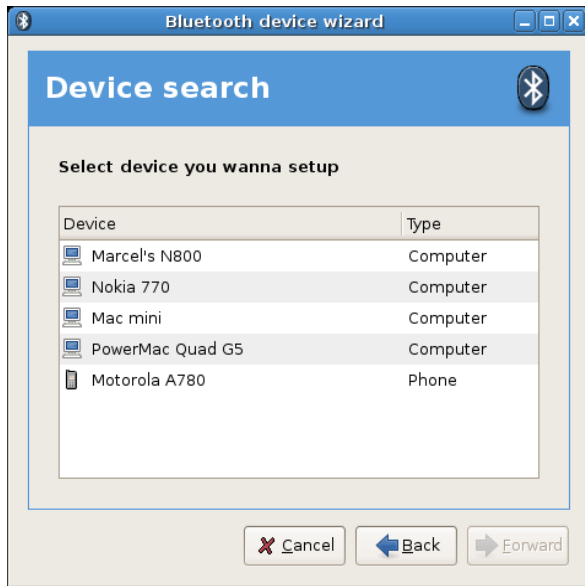 Bluetooth device wizard
Device search
Select device you wanna setup
Device Type
Marcel's N800 Computer
Nokia 770 Computer
Mac mini Computer
PowerMac Quad G5 Computer
Motorola A780 Phone
Cancel Back Forward